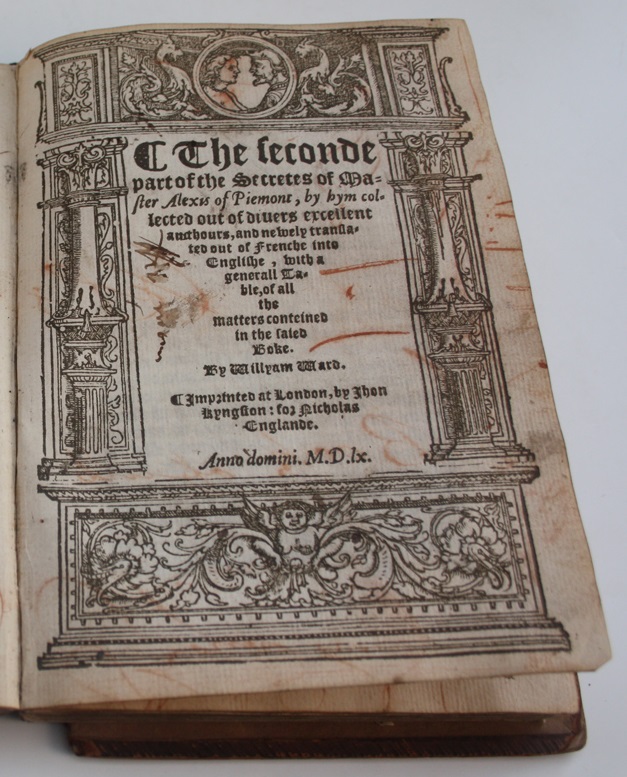 ❧ The seconde
part of the Secretes of Ma-
ster Alexis of Piemont, by hym col-
lected out of divers excellent
aucthours, and newely transla-
ted out of Frenche into
Englishe, with a
generall Ta-
ble, of all
the
matters conteined
in the saied
Boke.
By Willyam Ward.
❧ Imprinted at London, by Jhon
kyngston: for Nicholas
Englande.
Anno domini. M.D.lx.